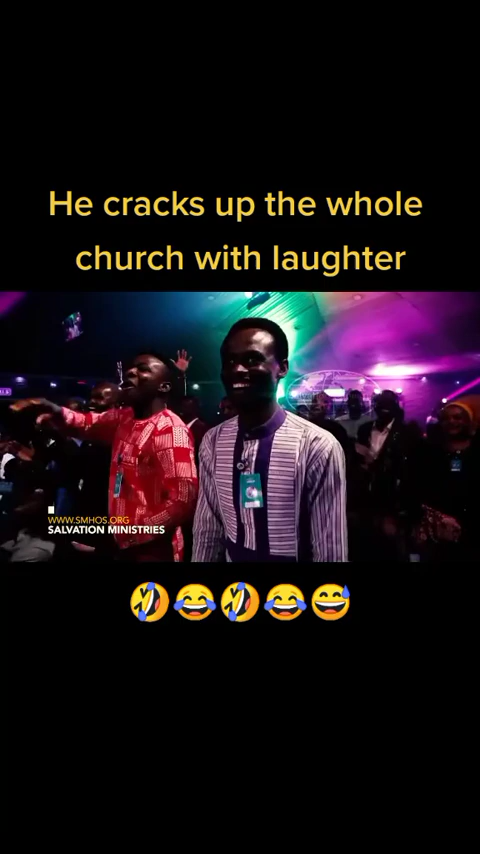 He cracks up the whole
church with laughter
WWW.SMHOS.ORG
SALVATION MINISTRIES
🤣😂🤣😂😅